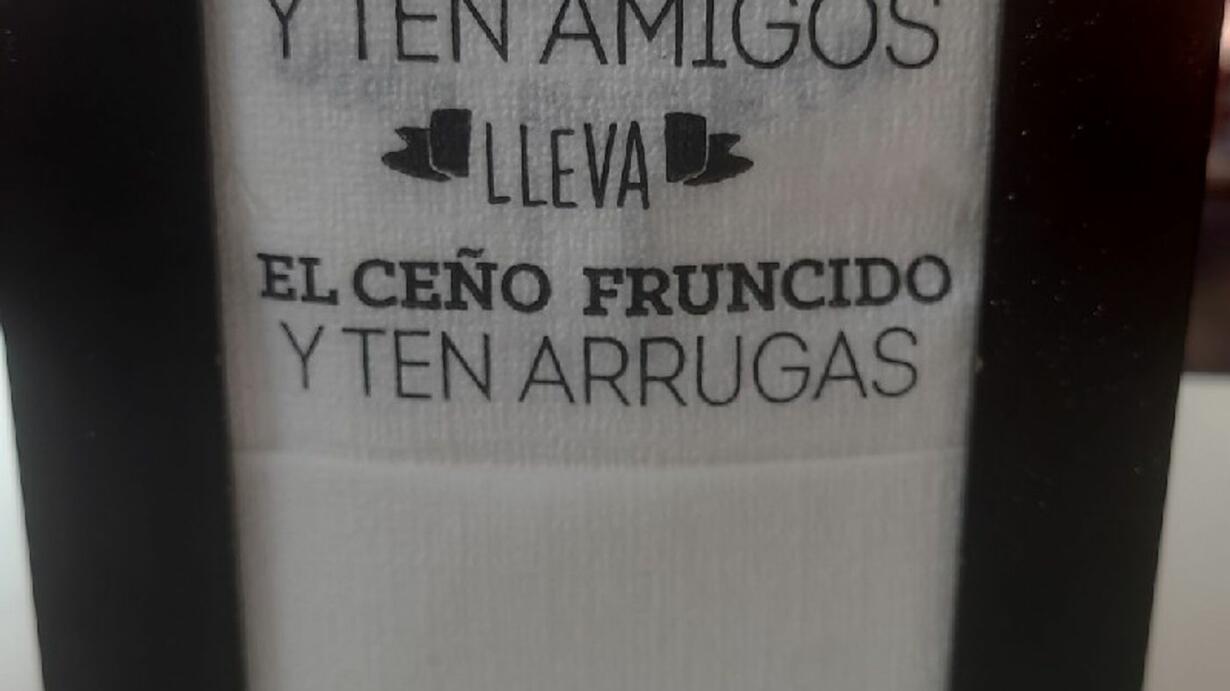 Y TEN AMIGOS
LLEVA
EL CEÑO FRUNCIDO
Y TEN ARRUGAS